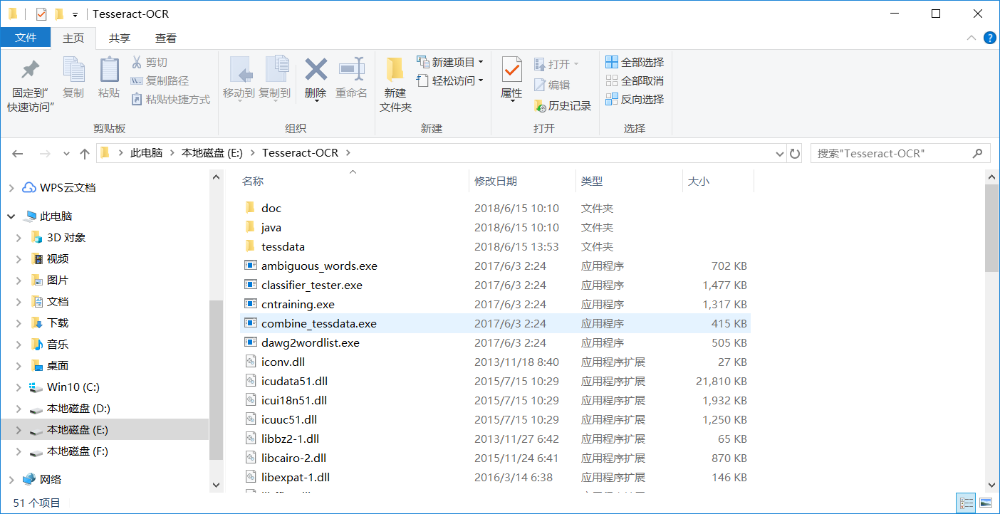 Tesseract-OCR
文件 主页 共享 查看
固定到"快速访问"
复制
粘贴
剪切
复制路径
粘贴快捷方式
剪贴板
移动到
复制到
删除
重命名
组织
新建文件夹
新建项目
轻松访问
新建
属性
打开
编辑
历史记录
打开
全部选择
全部取消
反向选择
选择
此电脑 本地磁盘 (E:) Tesseract-OCR
搜索"Tesseract-OCR"
WPS云文档
此电脑
3D 对象
视频
图片
文档
下载
音乐
桌面
Win10 (C:)
本地磁盘 (D:)
本地磁盘 (E:)
本地磁盘 (F:)
网络
名称 修改日期 类型 大小
doc 2018/6/15 10:10 文件夹
java 2018/6/15 10:10 文件夹
tessdata 2018/6/15 13:53 文件夹
ambiguous_words.exe 2017/6/3 2:24 应用程序 702 KB
classifier_tester.exe 2017/6/3 2:24 应用程序 1,477 KB
cntraining.exe 2017/6/3 2:24 应用程序 1,317 KB
combine_tessdata.exe 2017/6/3 2:24 应用程序 415 KB
dawg2wordlist.exe 2017/6/3 2:24 应用程序 505 KB
iconv.dll 2013/11/18 8:40 应用程序扩展 27 KB
icudata51.dll 2015/7/15 10:29 应用程序扩展 21,810 KB
icui18n51.dll 2015/7/15 10:29 应用程序扩展 1,932 KB
icuuc51.dll 2015/7/15 10:29 应用程序扩展 1,250 KB
libbz2-1.dll 2013/11/27 6:42 应用程序扩展 65 KB
libcairo-2.dll 2015/11/24 6:41 应用程序扩展 870 KB
libexpat-1.dll 2016/3/14 6:38 应用程序扩展 146 KB
51 个项目